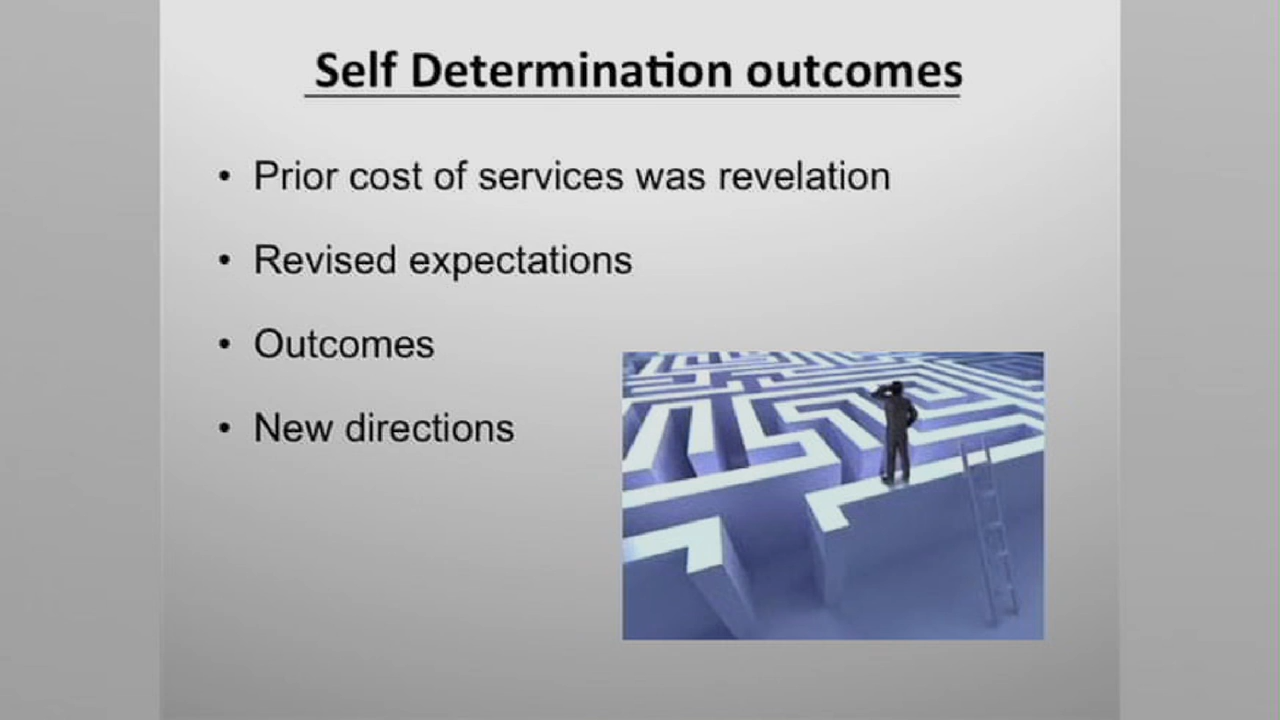 Self Determination outcomes
• Prior cost of services was revelation
• Revised expectations
• Outcomes
• New directions